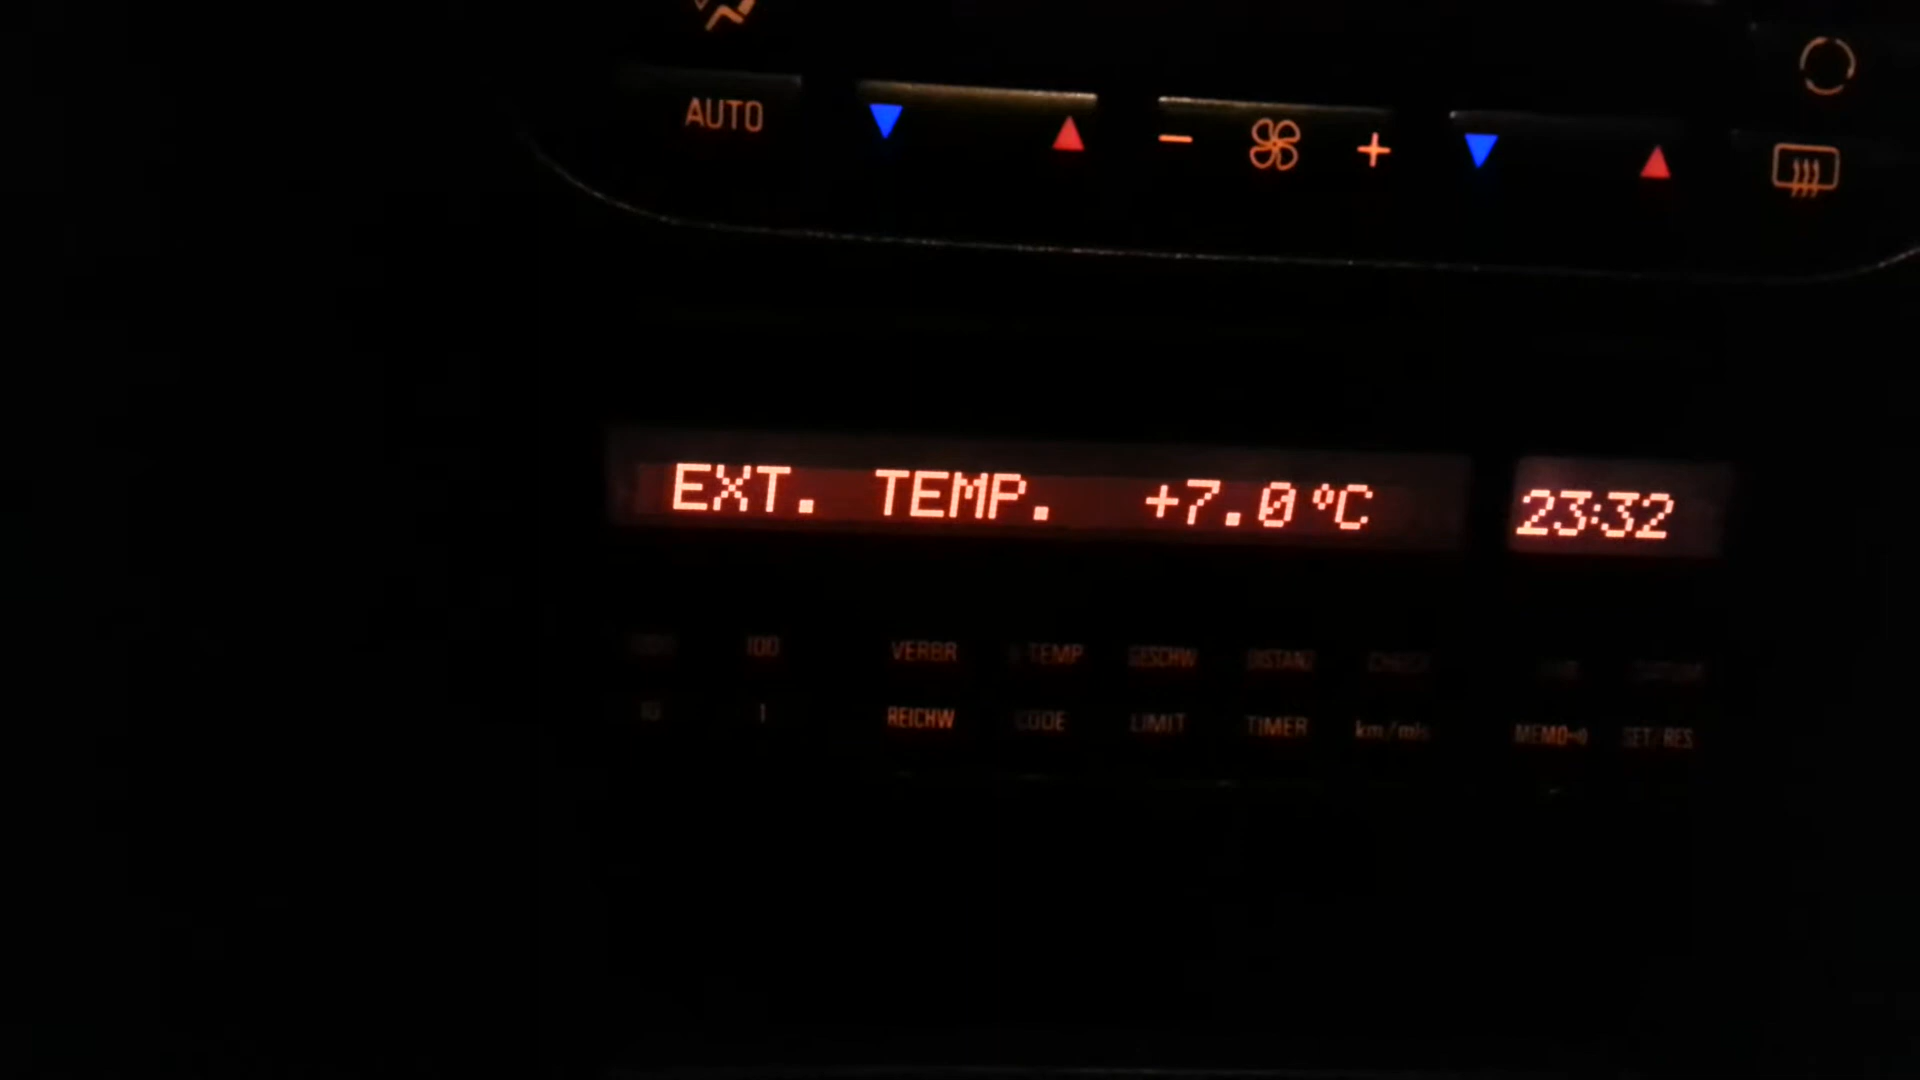 AUTO − +
EXT. TEMP. +7.0°C 23:32
100 VERBR TEMP GESCHW DISTANZ
1 REICHW CODE LIMIT TIMER km/mls MEMO SET/RES